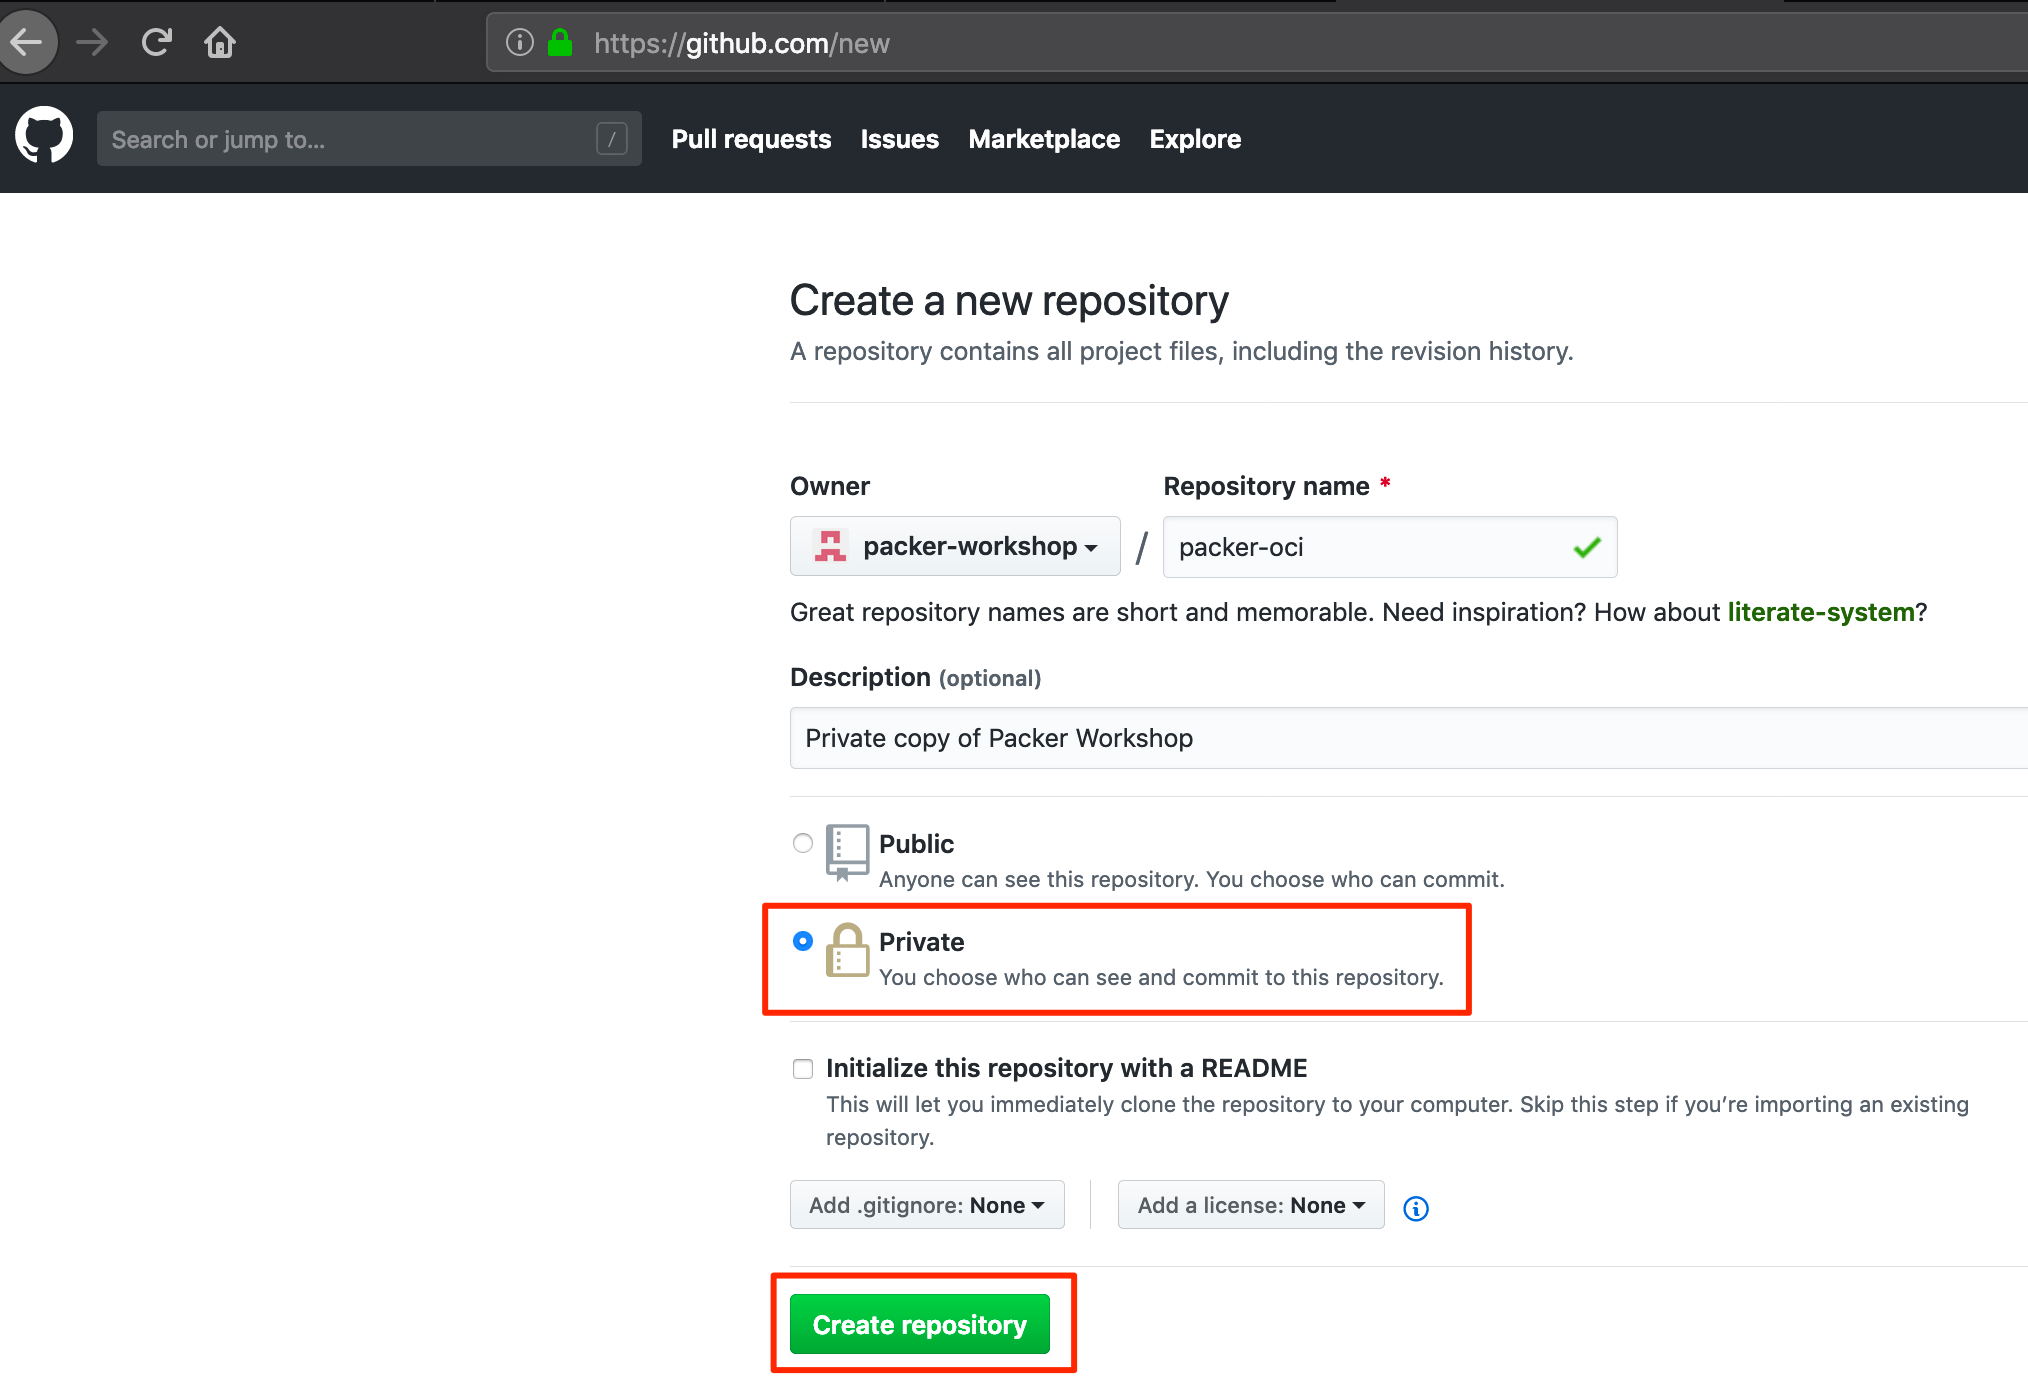 https://github.com/new
Search or jump to... /
Pull requests Issues Marketplace Explore
Create a new repository
A repository contains all project files, including the revision history.
Owner Repository name *
packer-workshop / packer-oci
Great repository names are short and memorable. Need inspiration? How about literate-system?
Description (optional)
Private copy of Packer Workshop
Public
Anyone can see this repository. You choose who can commit.
Private
You choose who can see and commit to this repository.
Initialize this repository with a README
This will let you immediately clone the repository to your computer. Skip this step if you’re importing an existing
repository.
Add .gitignore: None Add a license: None
Create repository